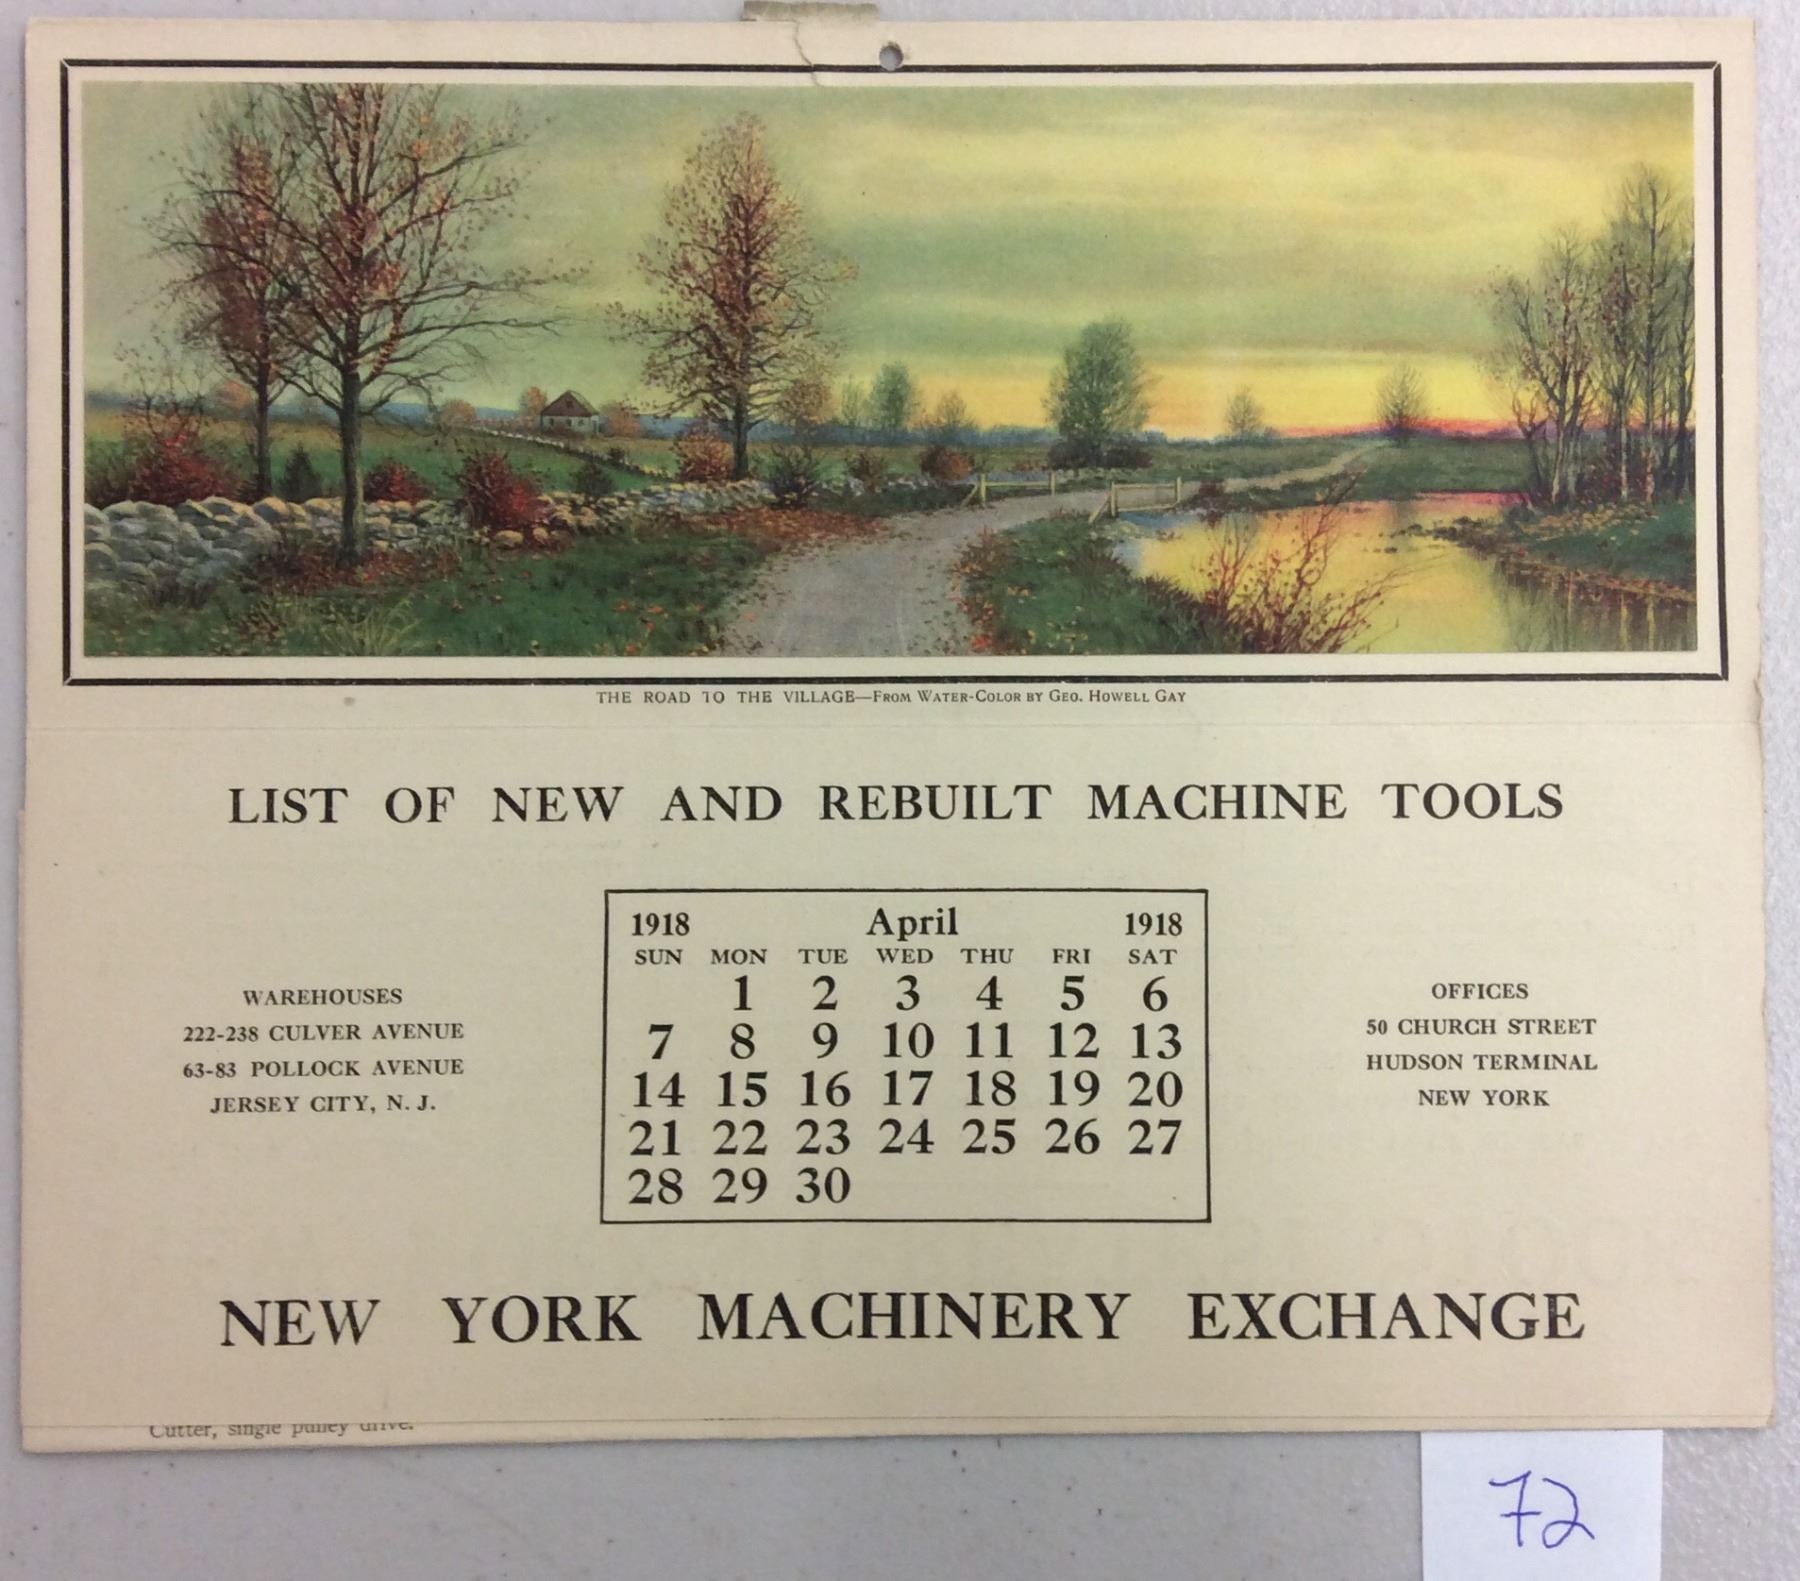 THE ROAD TO THE VILLAGE—FROM WATER-COLOR BY GEO. HOWELL GAY
LIST OF NEW AND REBUILT MACHINE TOOLS
WAREHOUSES
222-238 CULVER AVENUE
63-83 POLLOCK AVENUE
JERSEY CITY, N. J.
1918 April 1918
SUN MON TUE WED THU FRI SAT
1 2 3 4 5 6
7 8 9 10 11 12 13
14 15 16 17 18 19 20
21 22 23 24 25 26 27
28 29 30
OFFICES
50 CHURCH STREET
HUDSON TERMINAL
NEW YORK
NEW YORK MACHINERY EXCHANGE
Cutter, single pulley drive.
72